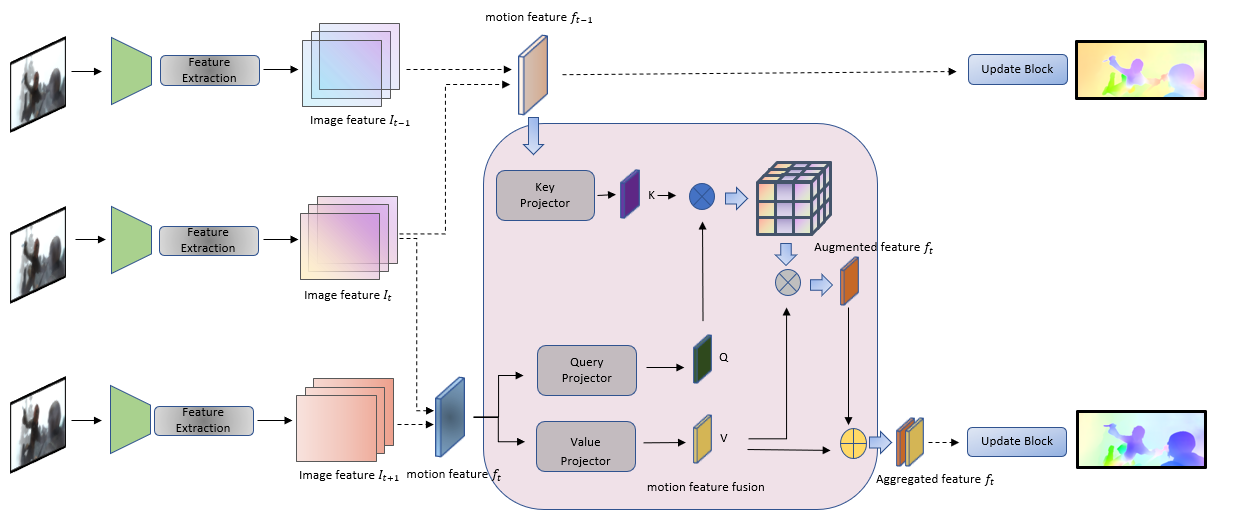 motion feature f_{t−1}
Feature
Extraction
Update Block
Image feature I_{t−1}
Key
Projector
K
Feature
Extraction
Augmented feature f_t
Image feature I_t
Query
Projector
Q
Feature
Extraction
Value
Projector
V
Update Block
Image feature I_{t+1}
motion feature f_t
motion feature fusion
Aggregated feature f_t